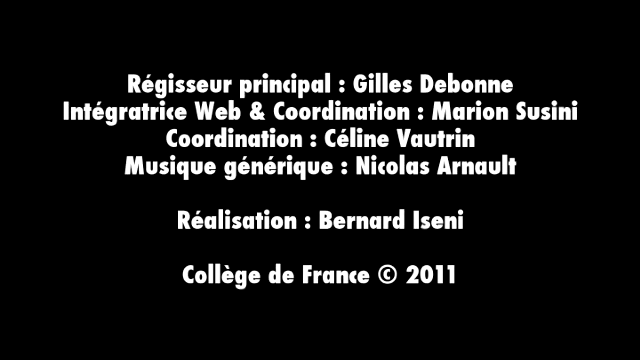 Régisseur principal : Gilles Debonne
Intégratrice Web & Coordination : Marion Susini
Coordination : Céline Vautrin
Musique générique : Nicolas Arnault
Réalisation : Bernard Iseni
Collège de France © 2011